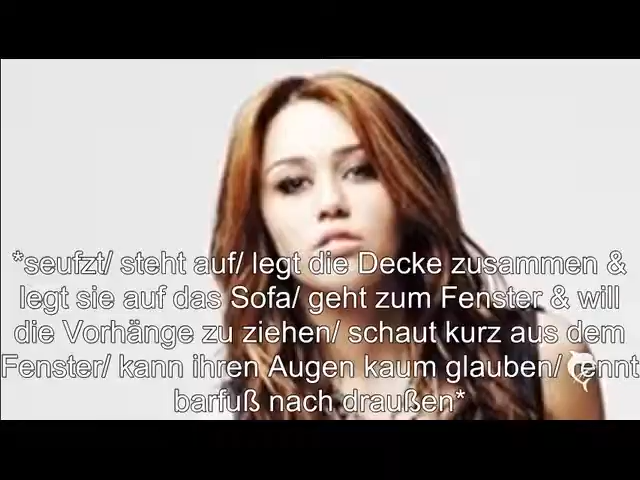 *seufzt/ steht auf/ legt die Decke zusammen &
legt sie auf das Sofa/ geht zum Fenster & will
die Vorhänge zu ziehen/ schaut kurz aus dem
Fenster/ kann ihren Augen kaum glauben/ rennt
barfuß nach draußen*